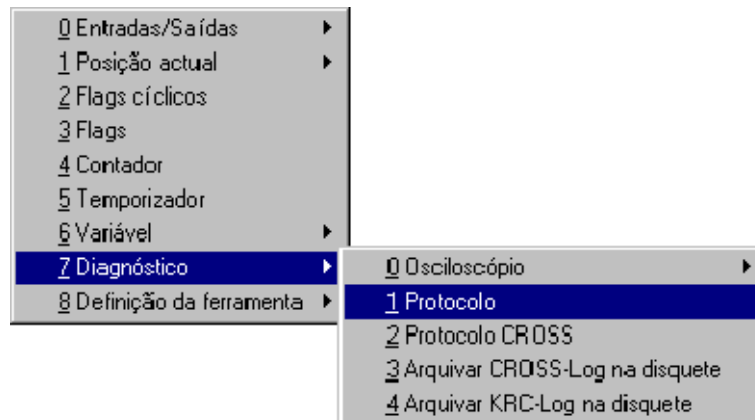 0 Entradas/Saídas
1 Posição actual
2 Flags cíclicos
3 Flags
4 Contador
5 Temporizador
6 Variável
7 Diagnóstico
8 Definição da ferramenta
0 Osciloscópio
1 Protocolo
2 Protocolo CROSS
3 Arquivar CROSS-Log na disquete
4 Arquivar KRC-Log na disquete